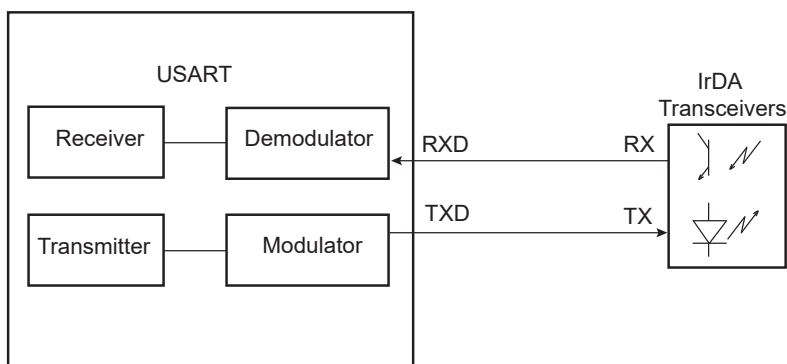 USART
IrDA
Transceivers
Receiver
Demodulator
RXD
RX
TXD
TX
Transmitter
Modulator